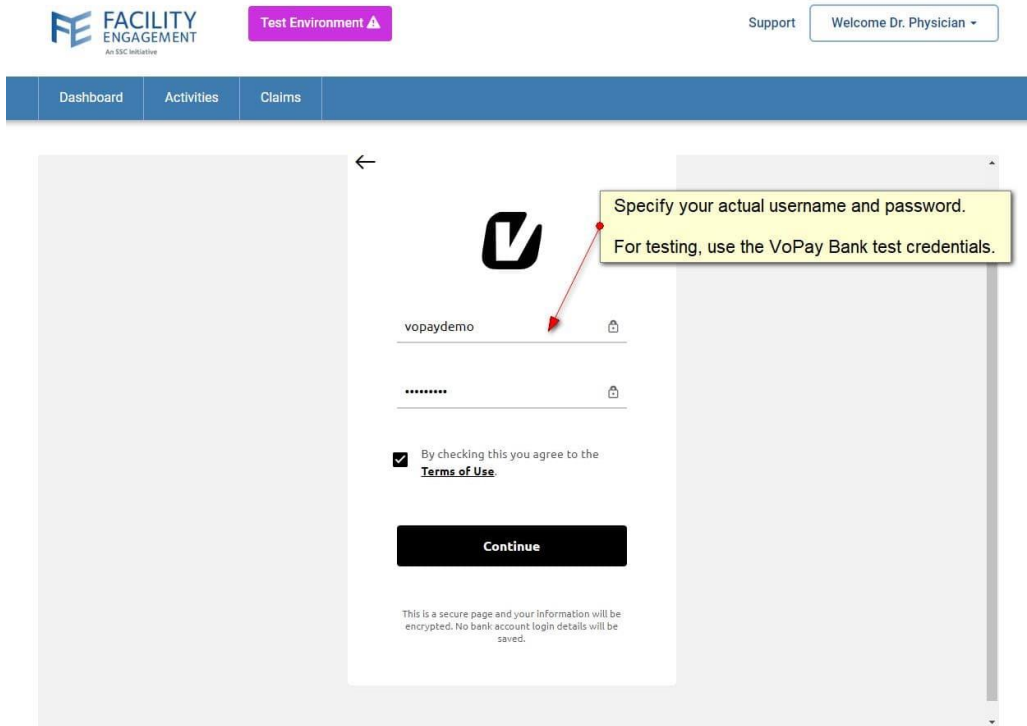 FACILITY
ENGAGEMENT
An SSC Initiative
Test Environment
Support
Welcome Dr. Physician
Dashboard
Activities
Claims
Specify your actual username and password.
For testing, use the VoPay Bank test credentials.
vopaydemo
•••••••••
By checking this you agree to the
Terms of Use.
Continue
This is a secure page and your information will be
encrypted. No bank account login details will be
saved.